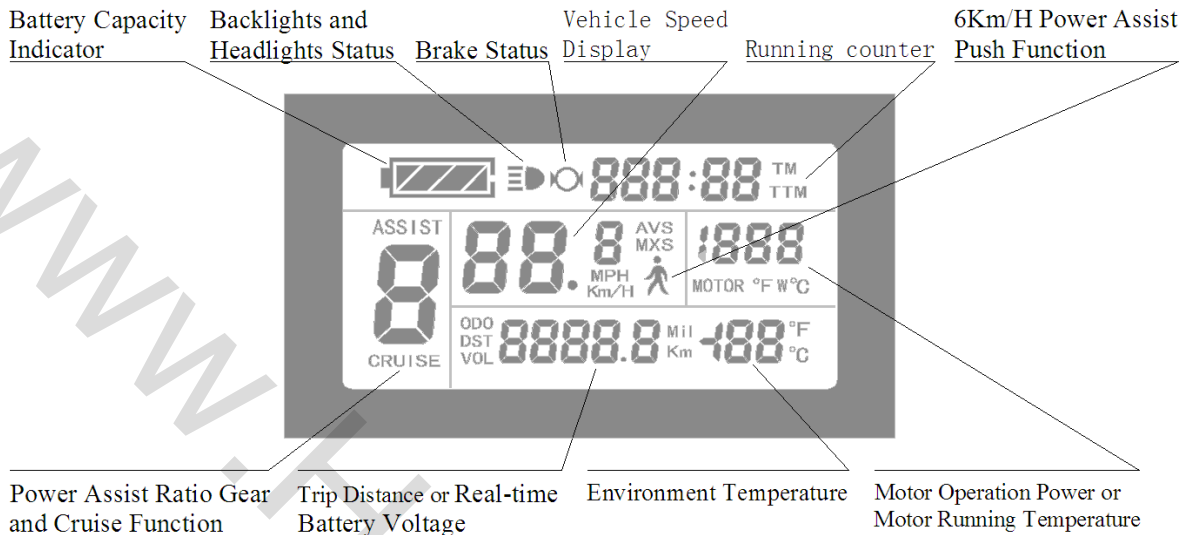 Battery Capacity
Indicator
Backlights and
Headlights Status
Brake Status
Vehicle Speed
Display
Running counter
6Km/H Power Assist
Push Function
888:88
TM
TTM
ASSIST
8
CRUISE
88.8
AVS
MXS
MPH
Km/H
1888
MOTOR °F W°C
ODO
DST
VOL
8888.8
Mil
Km
-188
°F
°C
Power Assist Ratio Gear
and Cruise Function
Trip Distance or Real-time
Battery Voltage
Environment Temperature
Motor Operation Power or
Motor Running Temperature
www.H